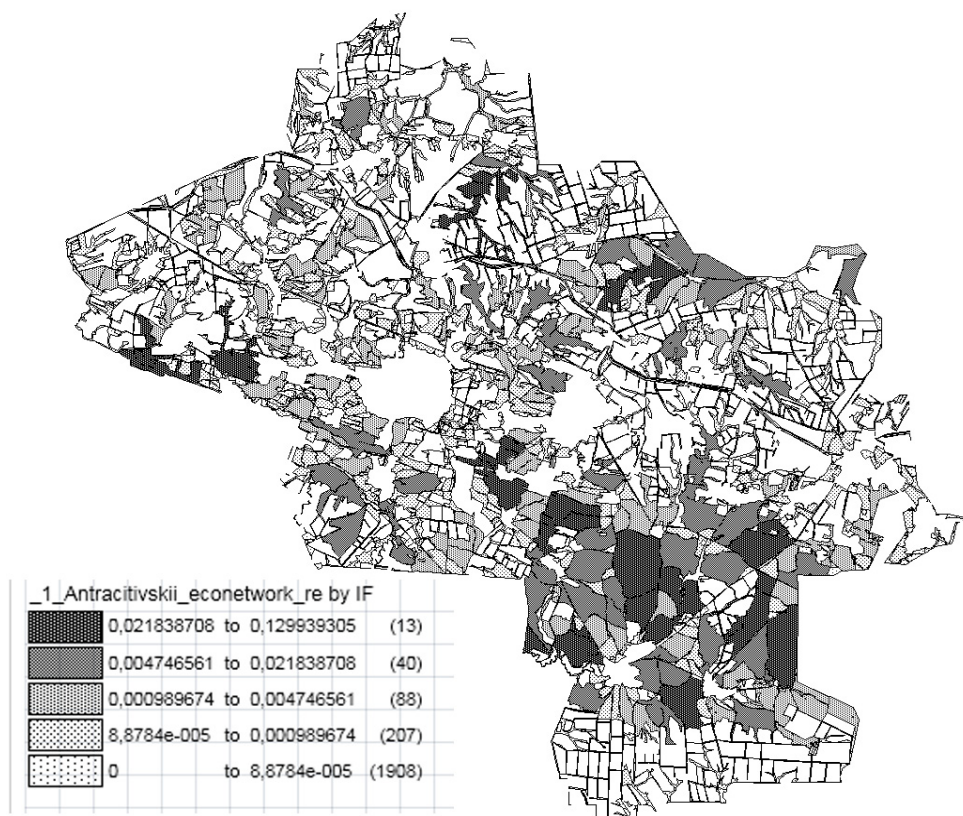 _1_Antracitivskii_econetwork_re by IF
0,021838708 to 0,129939305 (13)
0,004746561 to 0,021838708 (40)
0,000989674 to 0,004746561 (88)
8,8784e-005 to 0,000989674 (207)
0 to 8,8784e-005 (1908)